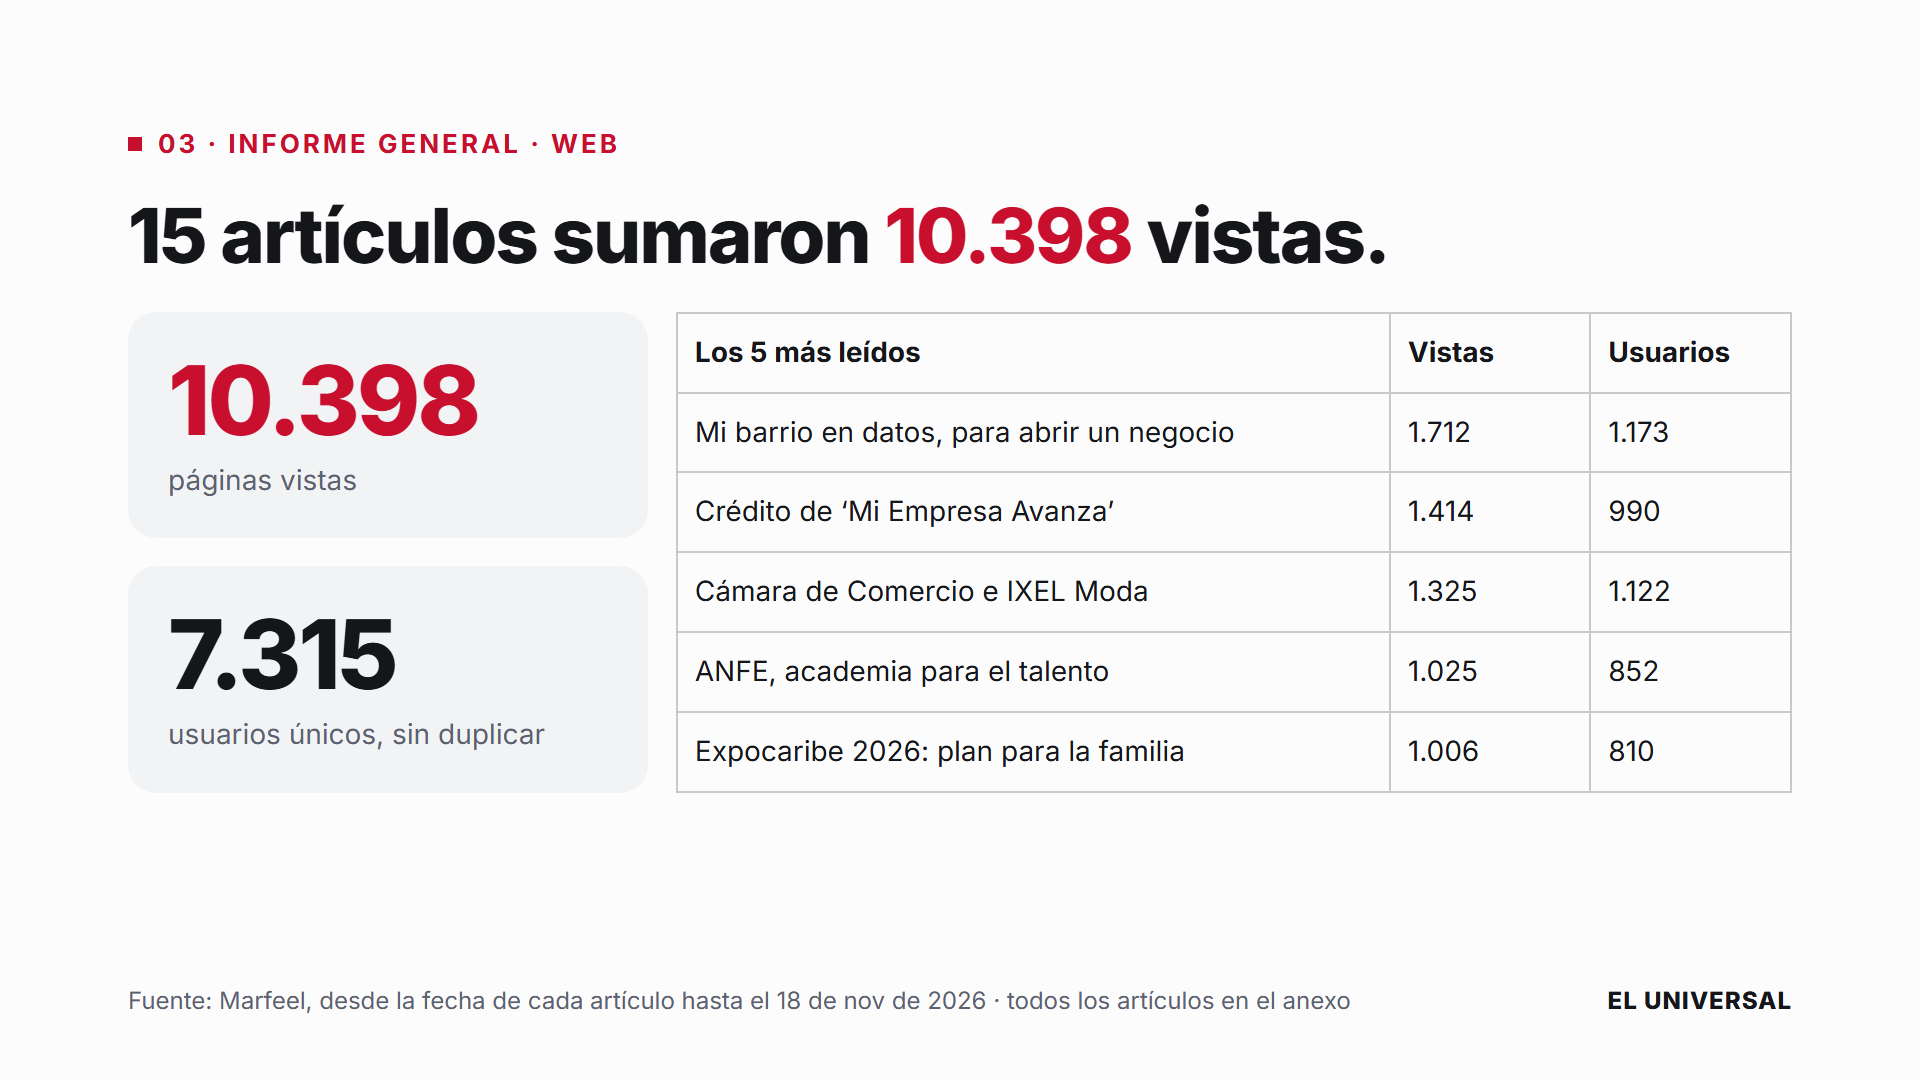 03 · INFORME GENERAL · WEB
15 artículos sumaron 10.398 vistas.
10.398
páginas vistas
7.315
usuarios únicos, sin duplicar
Los 5 más leídos Vistas Usuarios
Mi barrio en datos, para abrir un negocio 1.712 1.173
Crédito de ‘Mi Empresa Avanza’ 1.414 990
Cámara de Comercio e IXEL Moda 1.325 1.122
ANFE, academia para el talento 1.025 852
Expocaribe 2026: plan para la familia 1.006 810
Fuente: Marfeel, desde la fecha de cada artículo hasta el 18 de nov de 2026 · todos los artículos en el anexo
EL UNIVERSAL